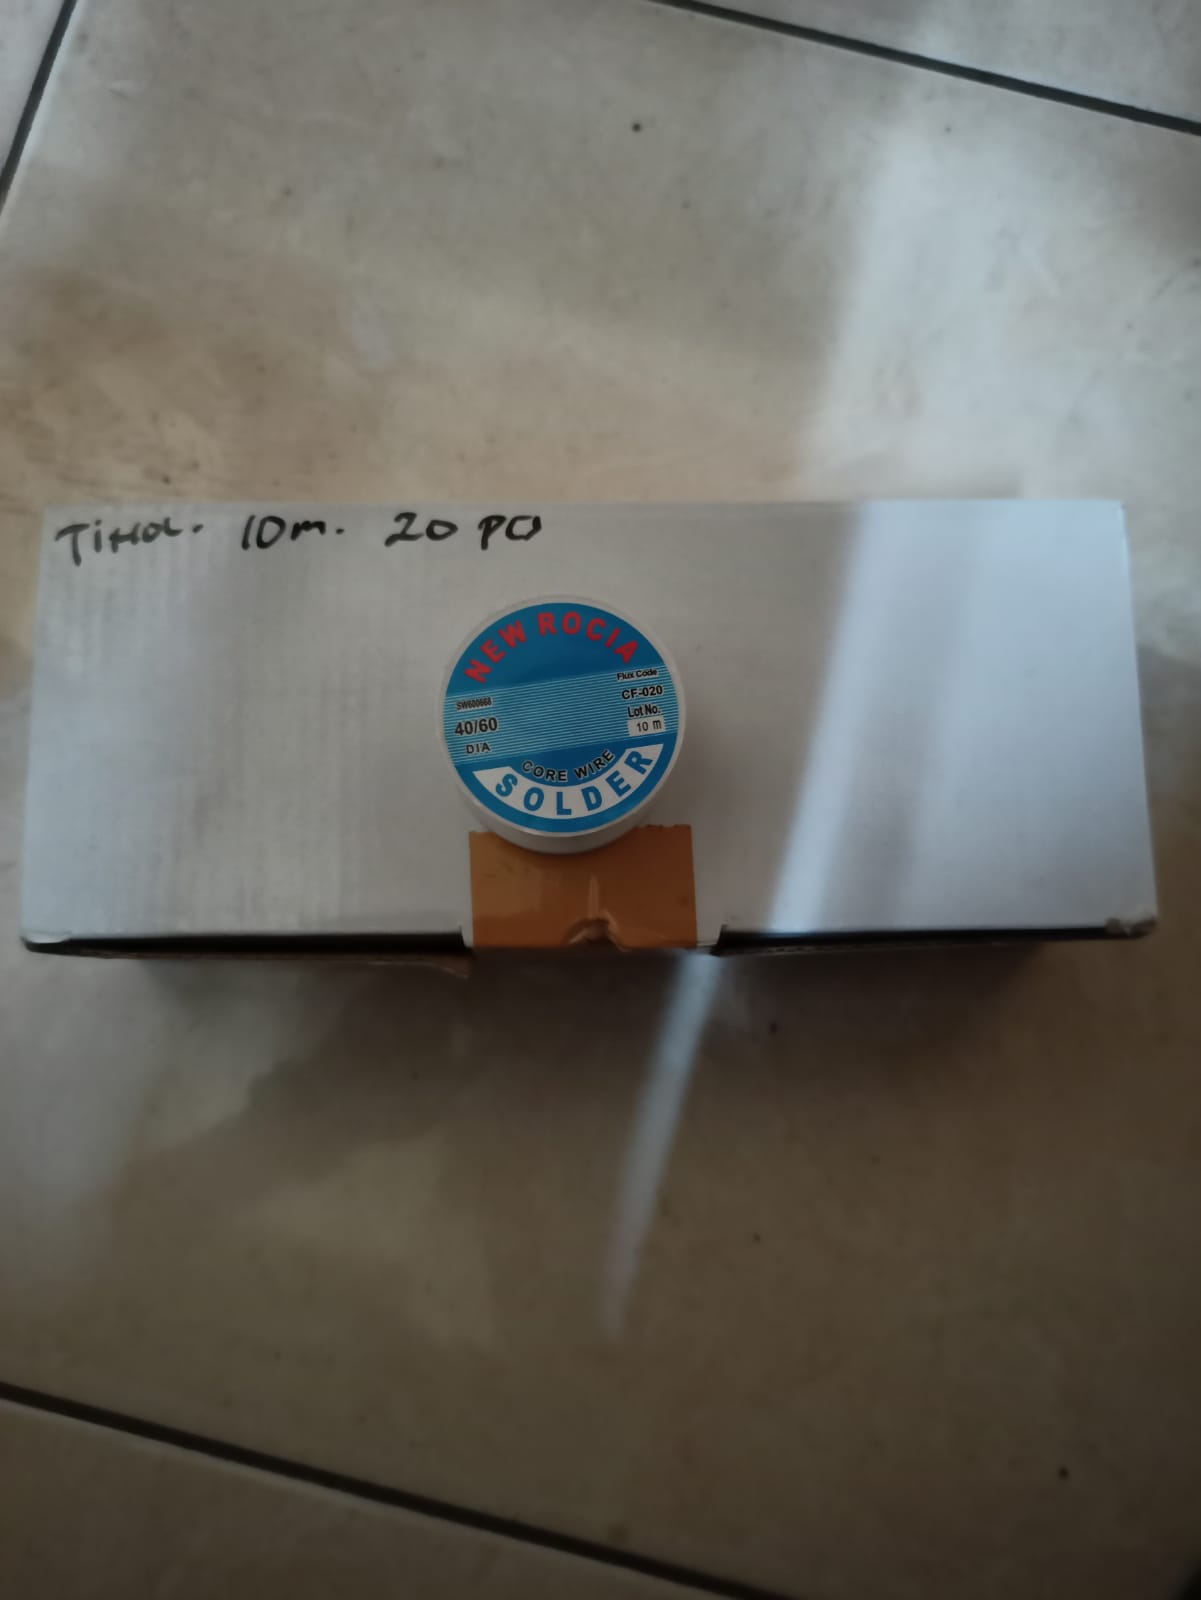 TiNOL. 10m. 20 PCS
NEW ROCIA
Flux Code
SW600668
CF-020
40/60
Lot No.
DIA
10 m
CORE WIRE
SOLDER